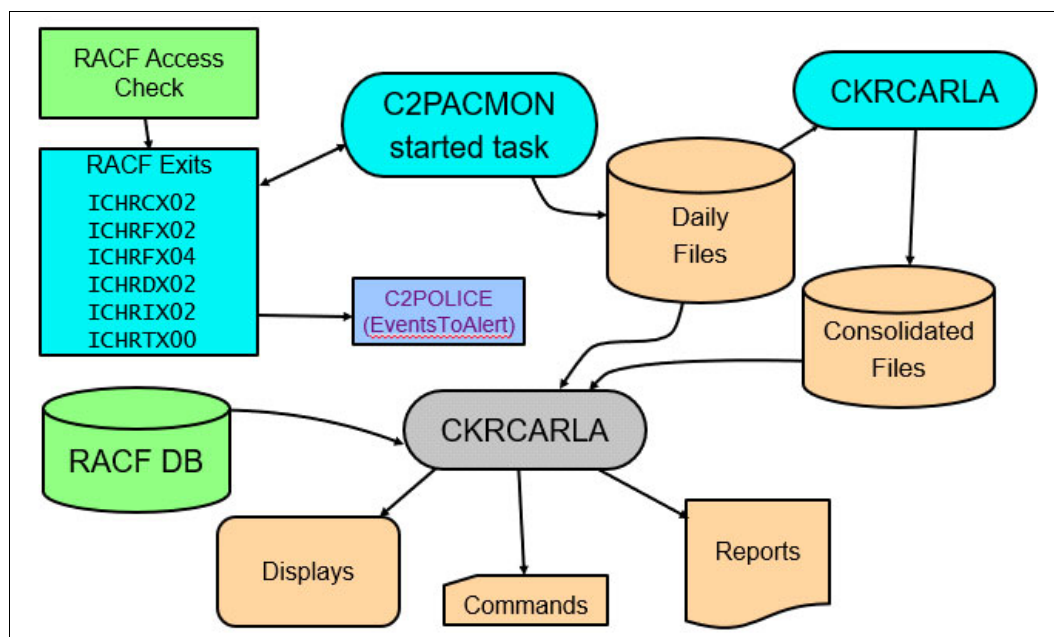 RACF Access
Check
C2PACMON
started task
CKRCARLA
RACF Exits
ICHRCX02
ICHRFX02
ICHRFX04
ICHRDX02
ICHRIX02
ICHRTX00
Daily
Files
C2POLICE
(EventsToAlert)
Consolidated
Files
RACF DB
CKRCARLA
Displays
Commands
Reports